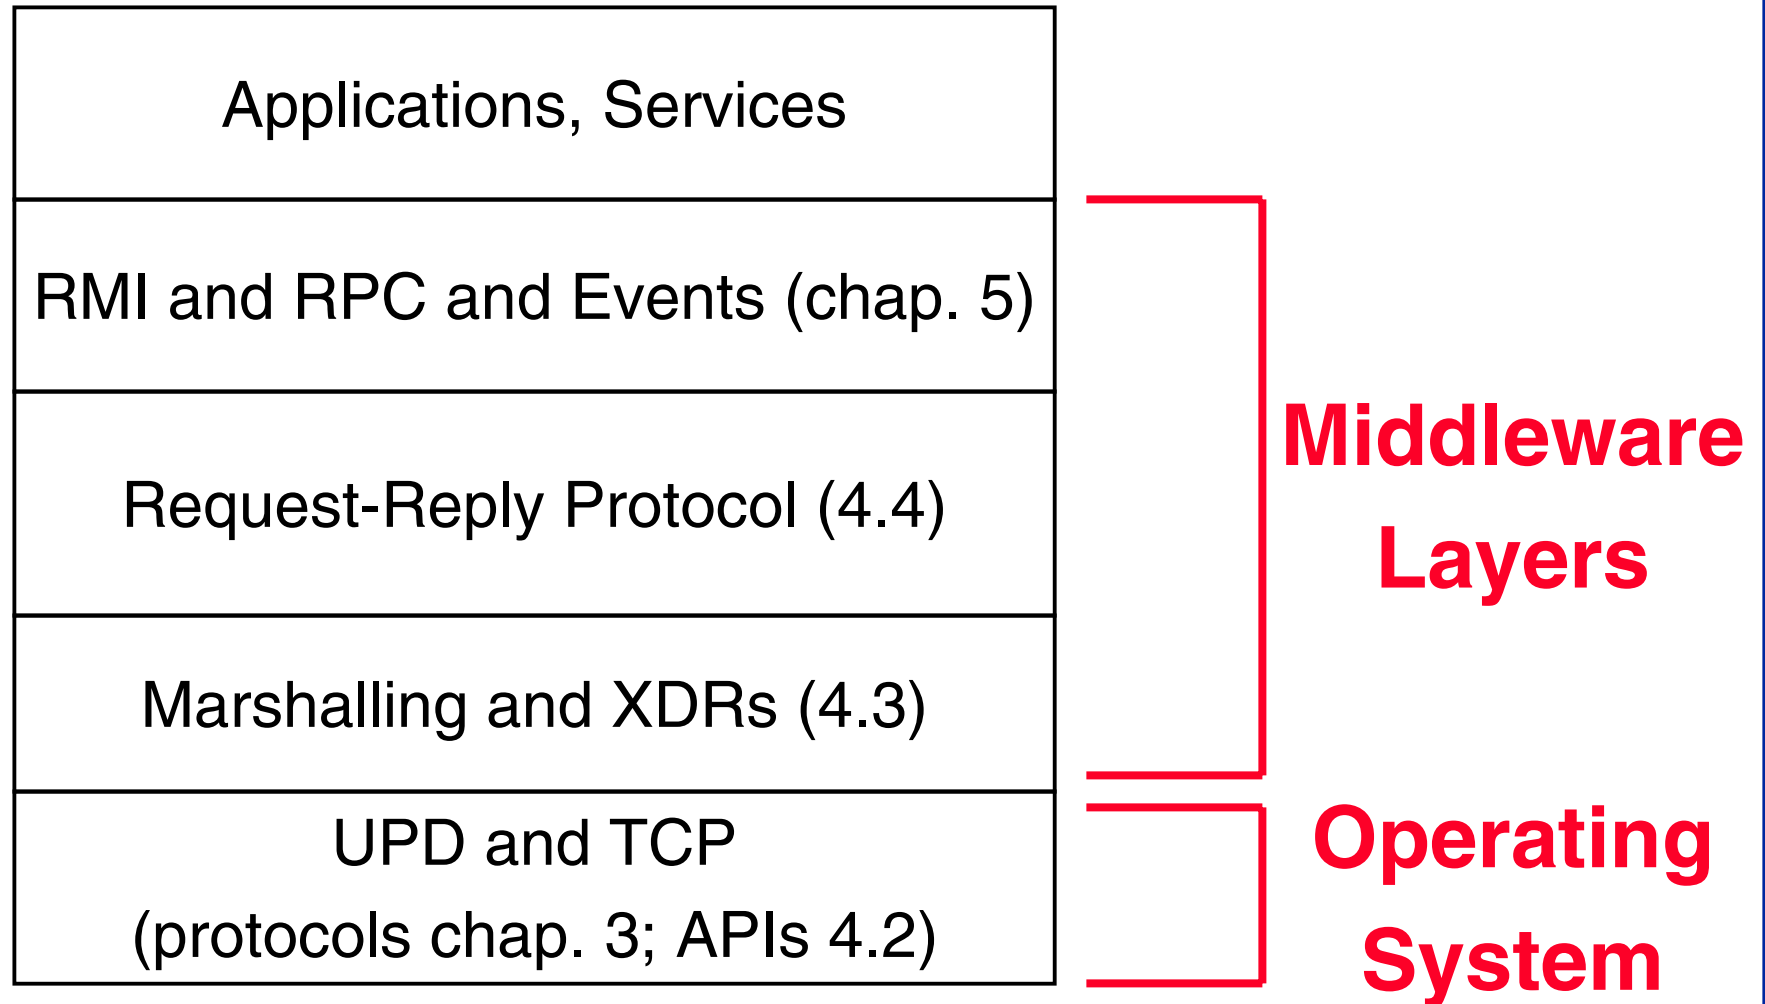 Applications, Services
RMI and RPC and Events (chap. 5)
Request-Reply Protocol (4.4)
Marshalling and XDRs (4.3)
UPD and TCP
(protocols chap. 3; APIs 4.2)
Middleware
Layers
Operating
System